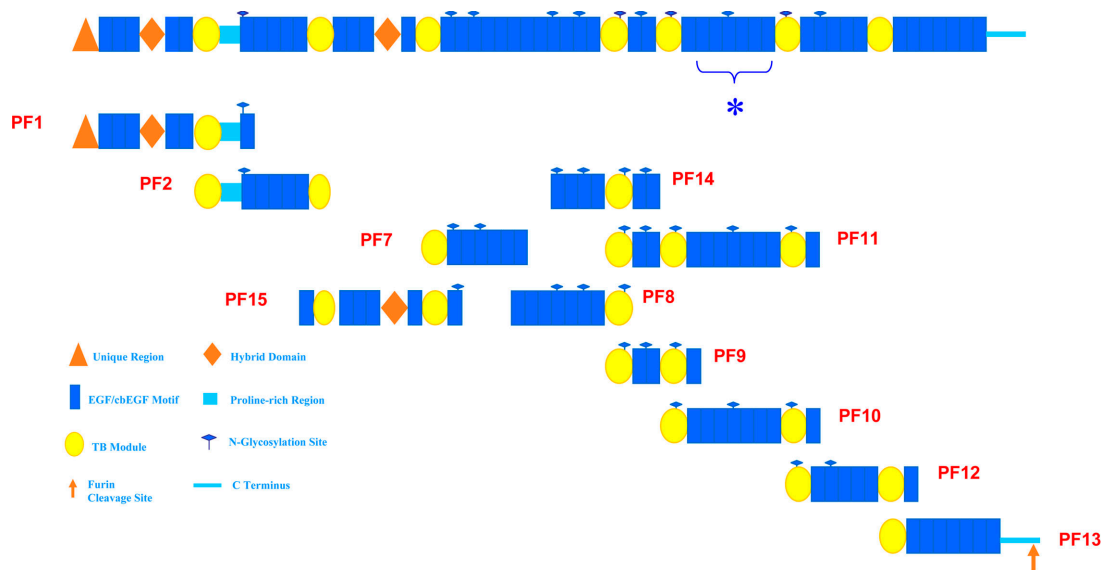 *
PF1
PF2
PF14
PF7
PF11
PF15
PF8
PF9
PF10
PF12
PF13
Unique Region
Hybrid Domain
EGF/cbEGF Motif
Proline-rich Region
TB Module
N-Glycosylation Site
Furin
Cleavage Site
C Terminus